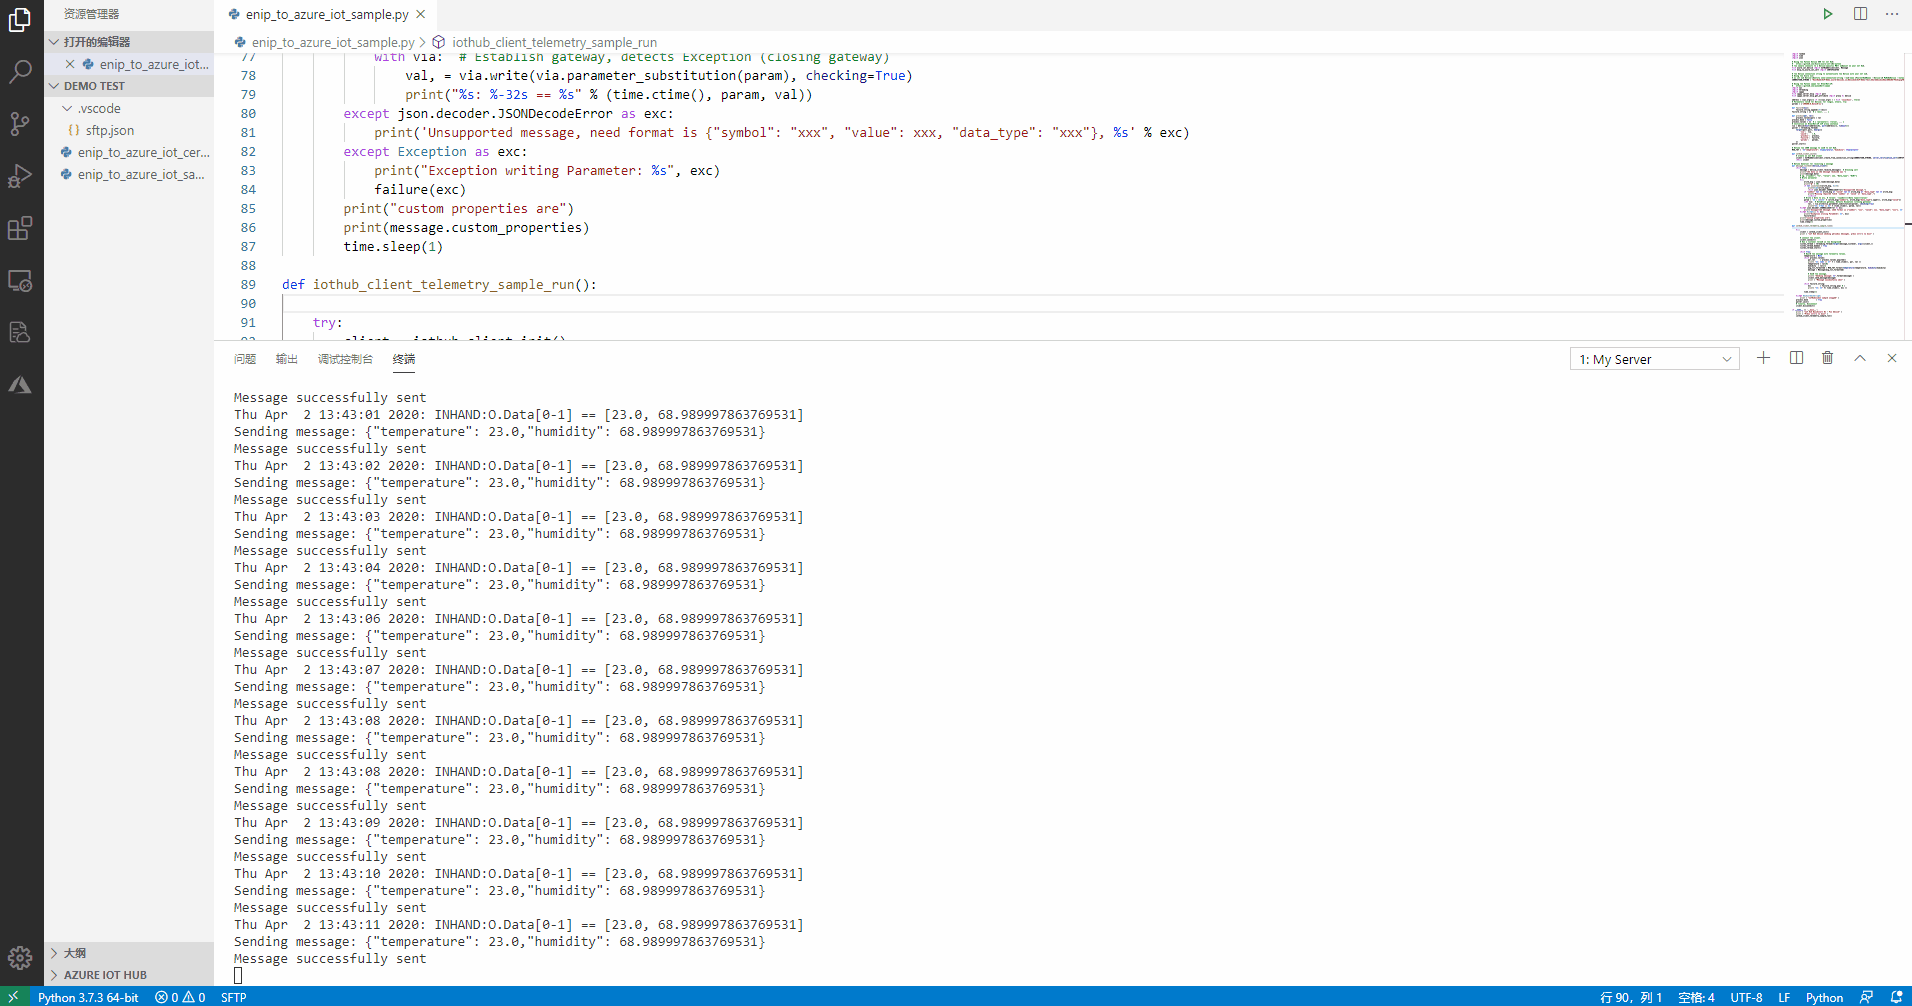 资源管理器
打开的编辑器
enip_to_azure_iot...
DEMO TEST
.vscode
{} sftp.json
enip_to_azure_iot_cer...
enip_to_azure_iot_sa...
大纲
AZURE IOT HUB
enip_to_azure_iot_sample.py
enip_to_azure_iot_sample.py > iothub_client_telemetry_sample_run
77 with via:  # Establish gateway, detects Exception (closing gateway)
78 val, = via.write(via.parameter_substitution(param), checking=True)
79 print("%s: %-32s == %s" % (time.ctime(), param, val))
80 except json.decoder.JSONDecodeError as exc:
81 print('Unsupported message, need format is {"symbol": "xxx", "value": xxx, "data_type": "xxx"}, %s' % exc)
82 except Exception as exc:
83 print("Exception writing Parameter: %s", exc)
84 failure(exc)
85 print("custom properties are")
86 print(message.custom_properties)
87 time.sleep(1)
88
89 def iothub_client_telemetry_sample_run():
90
91 try:
92 client = iothub_client_init()
问题 输出 调试控制台 终端
1: My Server
Message successfully sent
Thu Apr  2 13:43:01 2020: INHAND:O.Data[0-1] == [23.0, 68.989997863769531]
Sending message: {"temperature": 23.0,"humidity": 68.989997863769531}
Message successfully sent
Thu Apr  2 13:43:02 2020: INHAND:O.Data[0-1] == [23.0, 68.989997863769531]
Sending message: {"temperature": 23.0,"humidity": 68.989997863769531}
Message successfully sent
Thu Apr  2 13:43:03 2020: INHAND:O.Data[0-1] == [23.0, 68.989997863769531]
Sending message: {"temperature": 23.0,"humidity": 68.989997863769531}
Message successfully sent
Thu Apr  2 13:43:04 2020: INHAND:O.Data[0-1] == [23.0, 68.989997863769531]
Sending message: {"temperature": 23.0,"humidity": 68.989997863769531}
Message successfully sent
Thu Apr  2 13:43:06 2020: INHAND:O.Data[0-1] == [23.0, 68.989997863769531]
Sending message: {"temperature": 23.0,"humidity": 68.989997863769531}
Message successfully sent
Thu Apr  2 13:43:07 2020: INHAND:O.Data[0-1] == [23.0, 68.989997863769531]
Sending message: {"temperature": 23.0,"humidity": 68.989997863769531}
Message successfully sent
Thu Apr  2 13:43:08 2020: INHAND:O.Data[0-1] == [23.0, 68.989997863769531]
Sending message: {"temperature": 23.0,"humidity": 68.989997863769531}
Message successfully sent
Thu Apr  2 13:43:08 2020: INHAND:O.Data[0-1] == [23.0, 68.989997863769531]
Sending message: {"temperature": 23.0,"humidity": 68.989997863769531}
Message successfully sent
Thu Apr  2 13:43:09 2020: INHAND:O.Data[0-1] == [23.0, 68.989997863769531]
Sending message: {"temperature": 23.0,"humidity": 68.989997863769531}
Message successfully sent
Thu Apr  2 13:43:10 2020: INHAND:O.Data[0-1] == [23.0, 68.989997863769531]
Sending message: {"temperature": 23.0,"humidity": 68.989997863769531}
Message successfully sent
Thu Apr  2 13:43:11 2020: INHAND:O.Data[0-1] == [23.0, 68.989997863769531]
Sending message: {"temperature": 23.0,"humidity": 68.989997863769531}
Message successfully sent
Python 3.7.3 64-bit 0 0 SFTP 行 90，列 1 空格: 4 UTF-8 LF Python